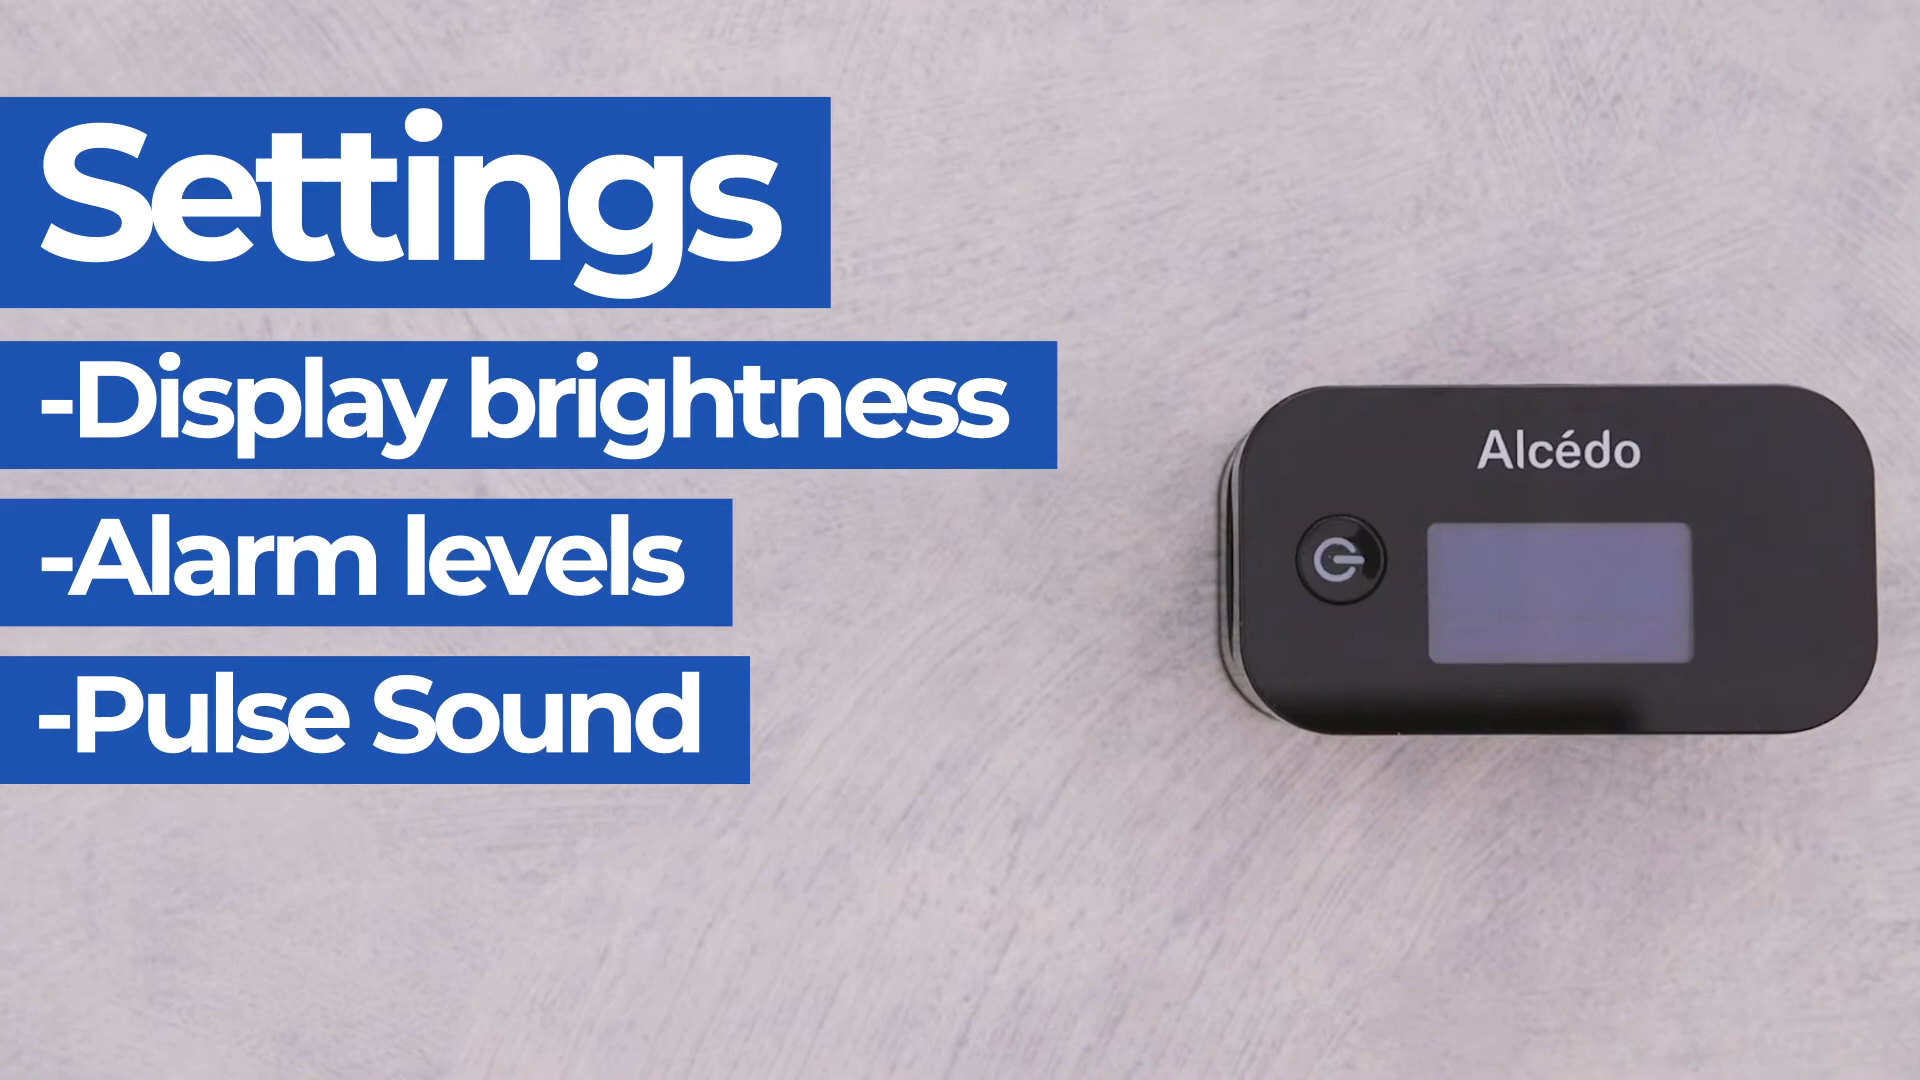 Settings
-Display brightness
-Alarm levels
-Pulse Sound
Alcédo